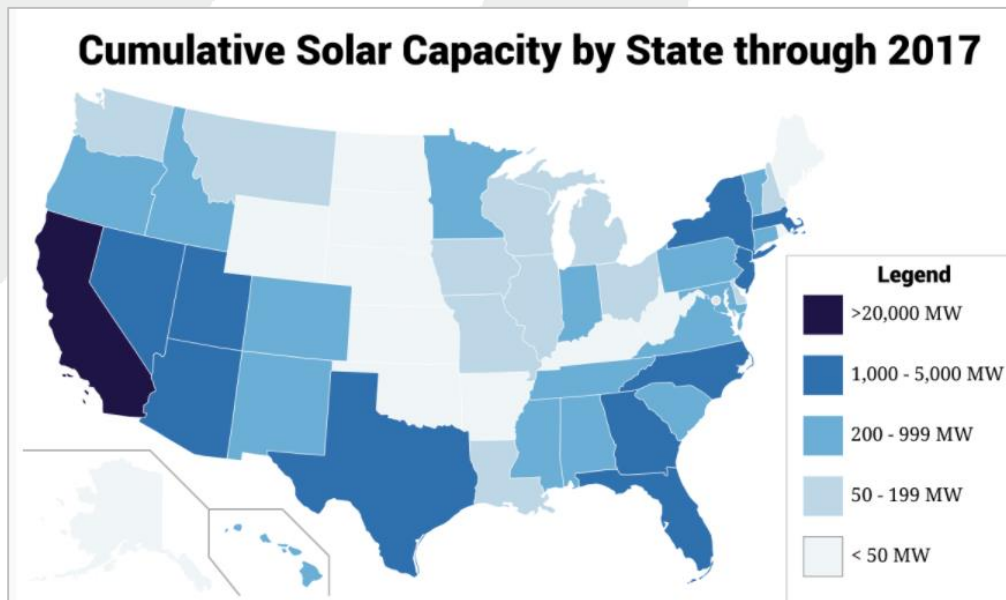 Cumulative Solar Capacity by State through 2017
Legend
>20,000 MW
1,000 - 5,000 MW
200 - 999 MW
50 - 199 MW
< 50 MW